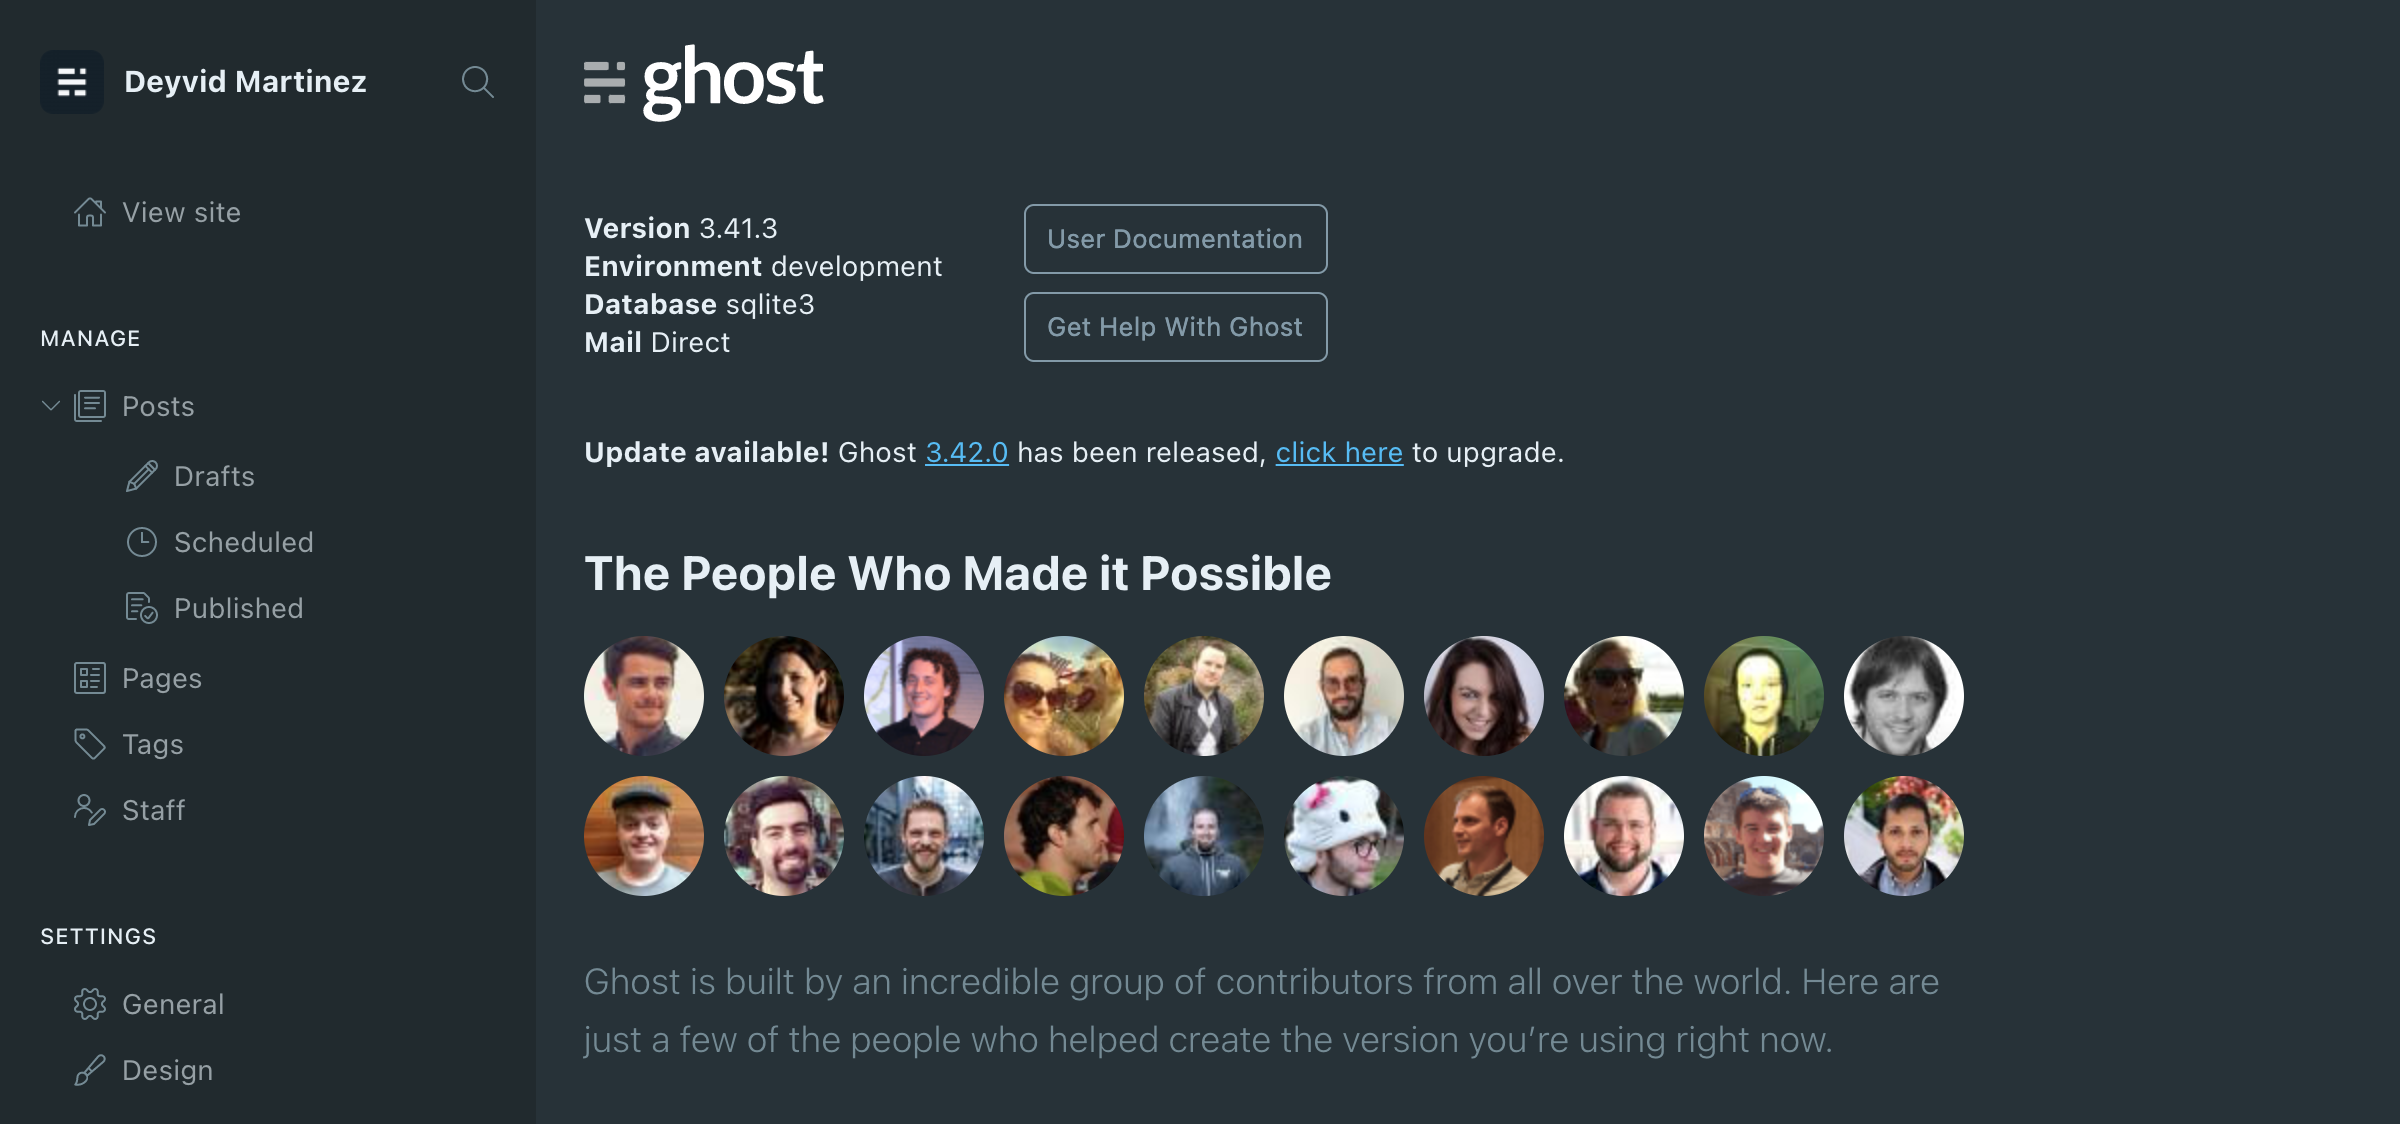 Deyvid Martinez
View site
MANAGE
Posts
Drafts
Scheduled
Published
Pages
Tags
Staff
SETTINGS
General
Design
ghost
Version 3.41.3
Environment development
Database sqlite3
Mail Direct
User Documentation
Get Help With Ghost
Update available! Ghost 3.42.0 has been released, click here to upgrade.
The People Who Made it Possible
Ghost is built by an incredible group of contributors from all over the world. Here are
just a few of the people who helped create the version you’re using right now.